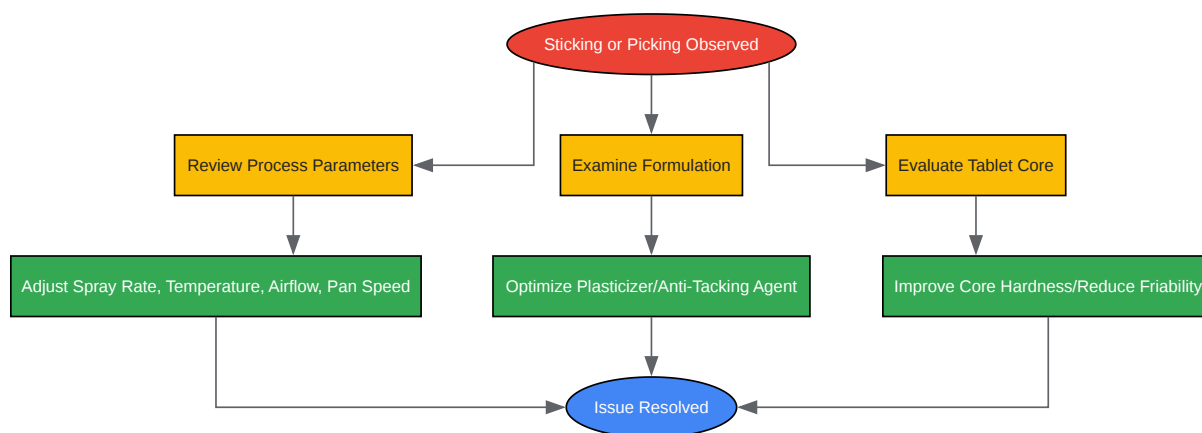 Sticking or Picking Observed
Review Process Parameters
Examine Formulation
Evaluate Tablet Core
Adjust Spray Rate, Temperature, Airflow, Pan Speed
Optimize Plasticizer/Anti-Tacking Agent
Improve Core Hardness/Reduce Friability
Issue Resolved